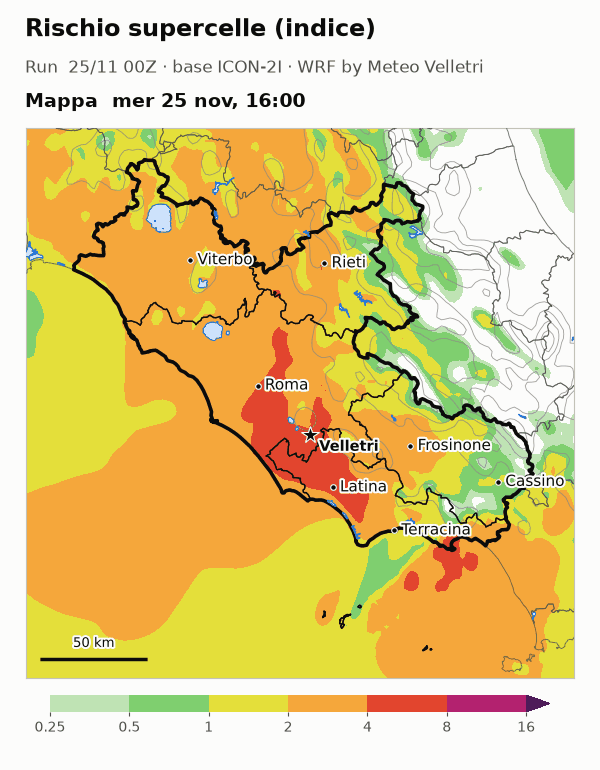 Rischio supercelle (indice)
Run  25/11 00Z · base ICON-2I · WRF by Meteo Velletri
Mappa  mer 25 nov, 16:00
Viterbo
Rieti
Roma
Velletri
Frosinone
Cassino
Latina
Terracina
50 km
0.25 0.5 1 2 4 8 16